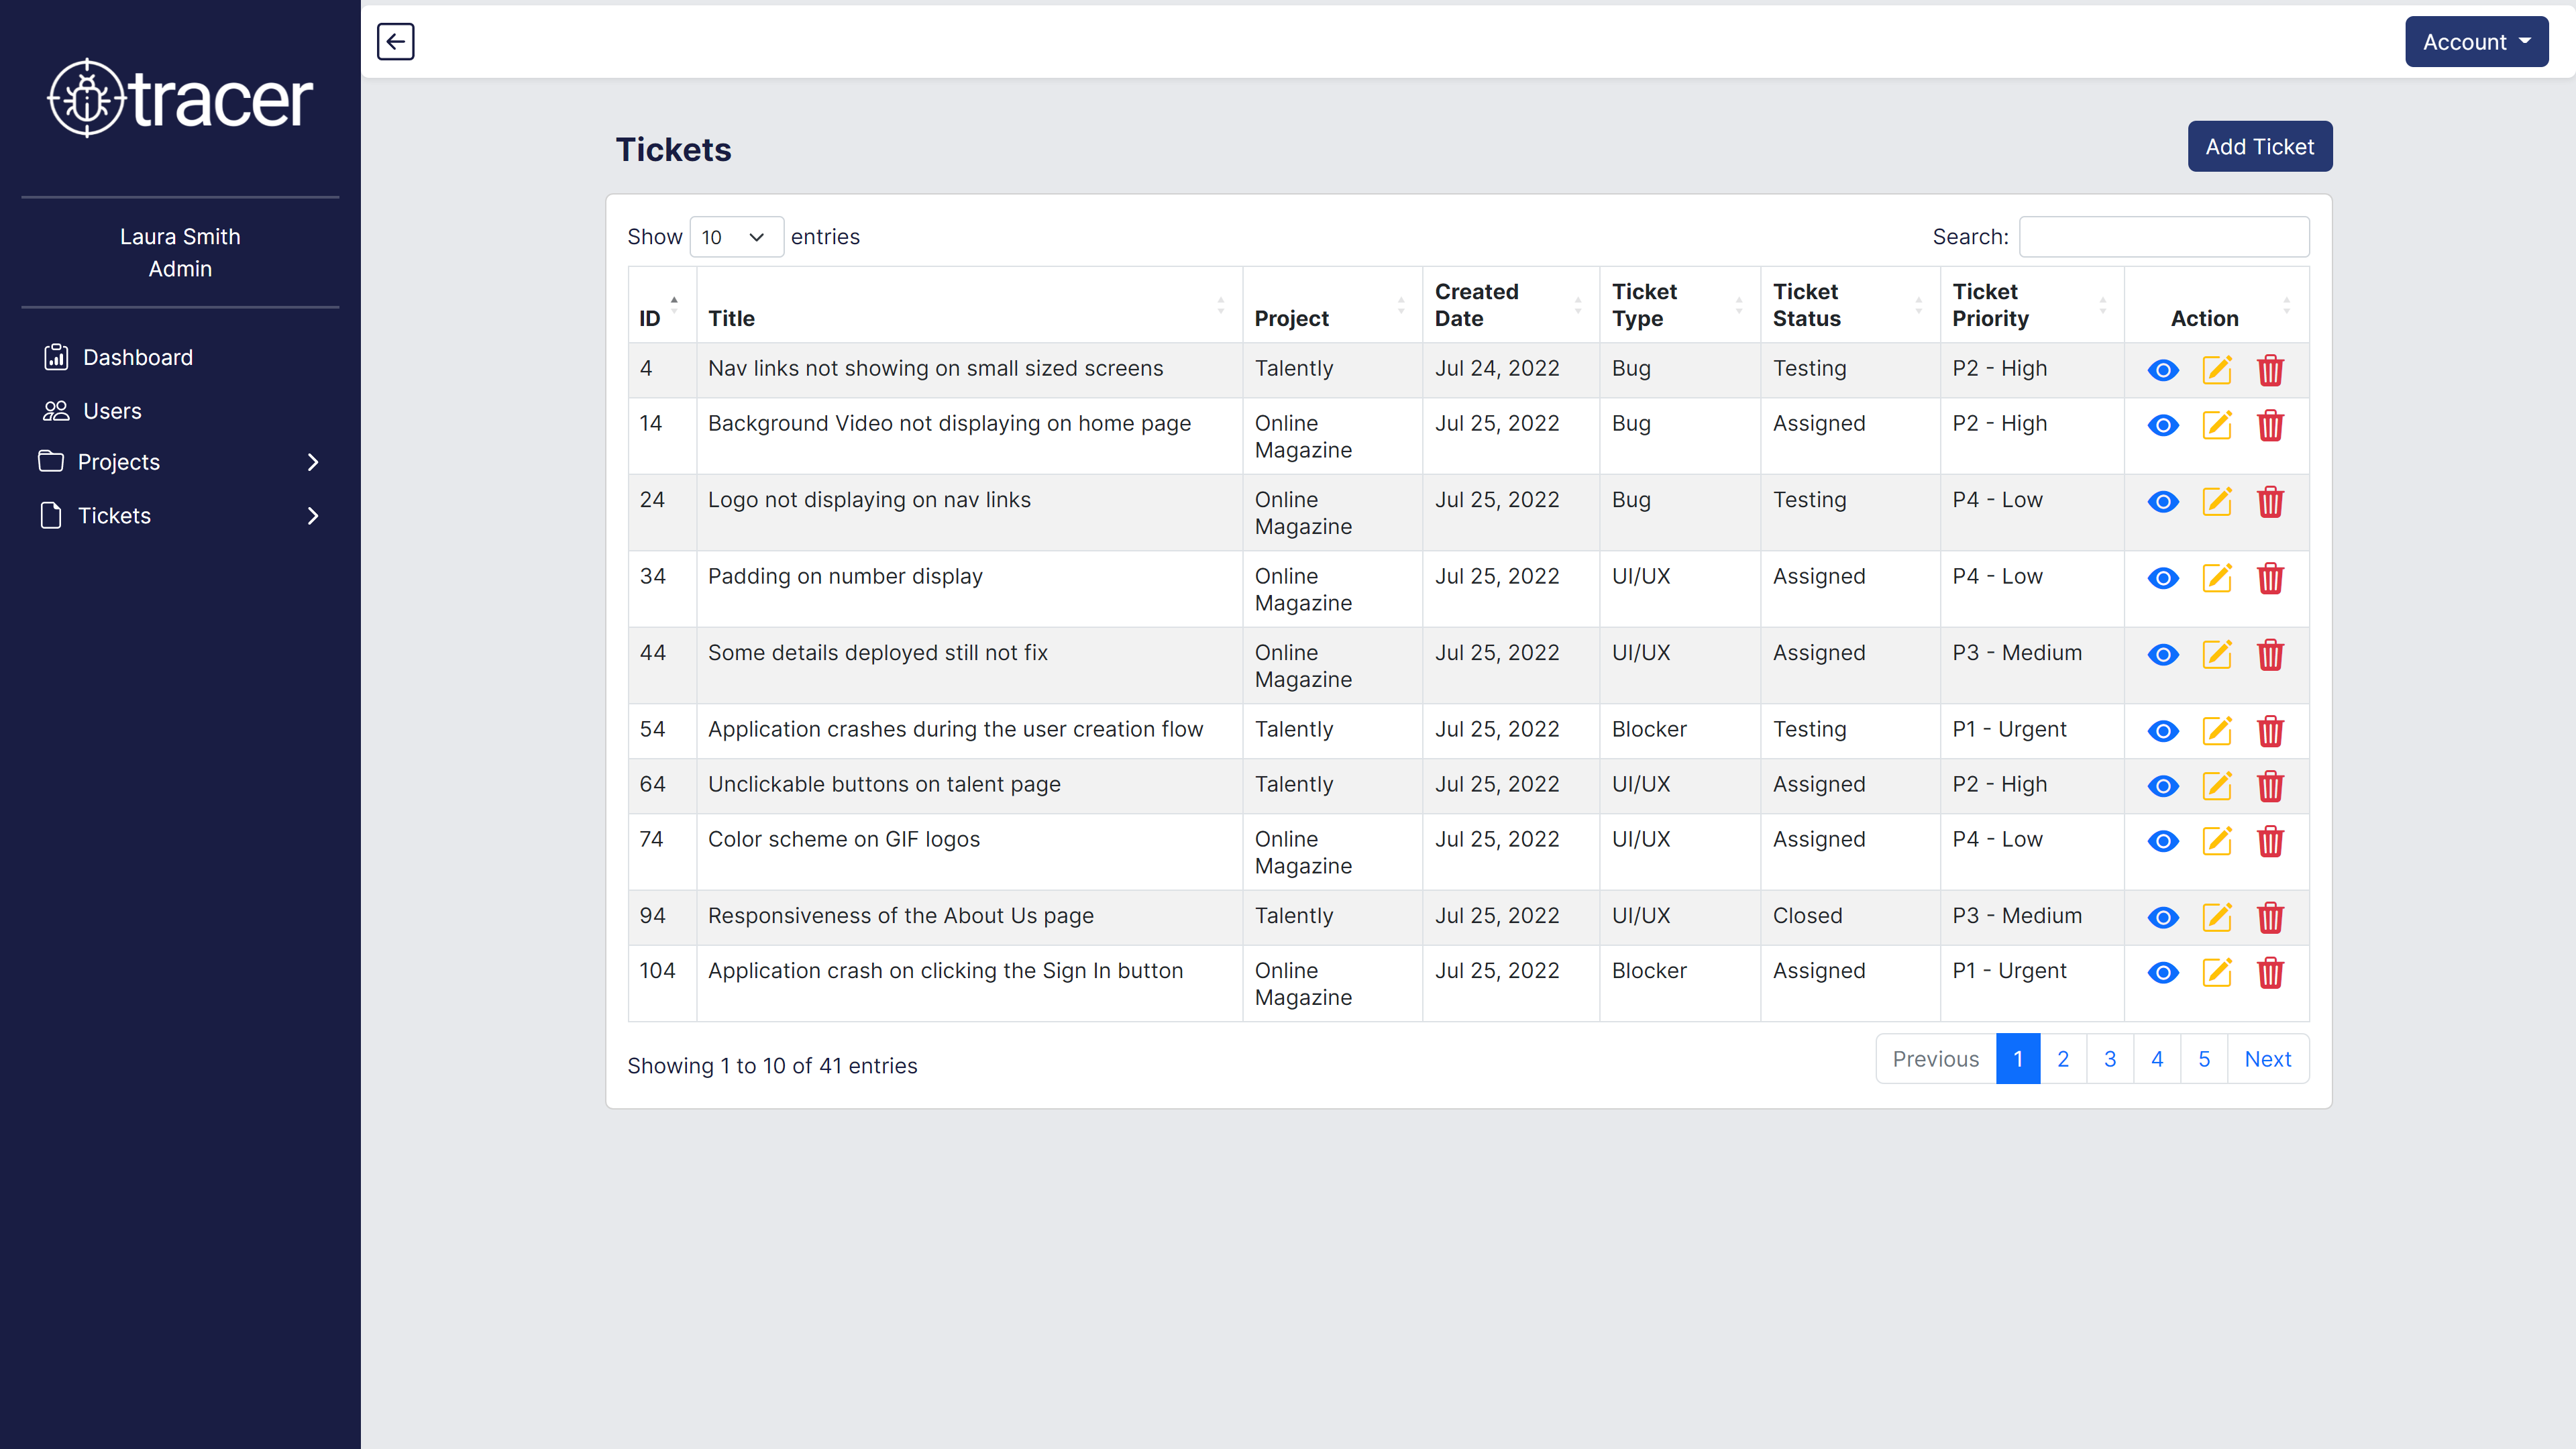 tracer
Account
Laura Smith
Admin
Dashboard
Users
Projects
Tickets
Tickets
Add Ticket
Show 10 entries
Search:
ID Title Project Created Date Ticket Type Ticket Status Ticket Priority Action
4 Nav links not showing on small sized screens Talently Jul 24, 2022 Bug Testing P2 - High
14 Background Video not displaying on home page Online Magazine Jul 25, 2022 Bug Assigned P2 - High
24 Logo not displaying on nav links Online Magazine Jul 25, 2022 Bug Testing P4 - Low
34 Padding on number display Online Magazine Jul 25, 2022 UI/UX Assigned P4 - Low
44 Some details deployed still not fix Online Magazine Jul 25, 2022 UI/UX Assigned P3 - Medium
54 Application crashes during the user creation flow Talently Jul 25, 2022 Blocker Testing P1 - Urgent
64 Unclickable buttons on talent page Talently Jul 25, 2022 UI/UX Assigned P2 - High
74 Color scheme on GIF logos Online Magazine Jul 25, 2022 UI/UX Assigned P4 - Low
94 Responsiveness of the About Us page Talently Jul 25, 2022 UI/UX Closed P3 - Medium
104 Application crash on clicking the Sign In button Online Magazine Jul 25, 2022 Blocker Assigned P1 - Urgent
Showing 1 to 10 of 41 entries
Previous 1 2 3 4 5 Next